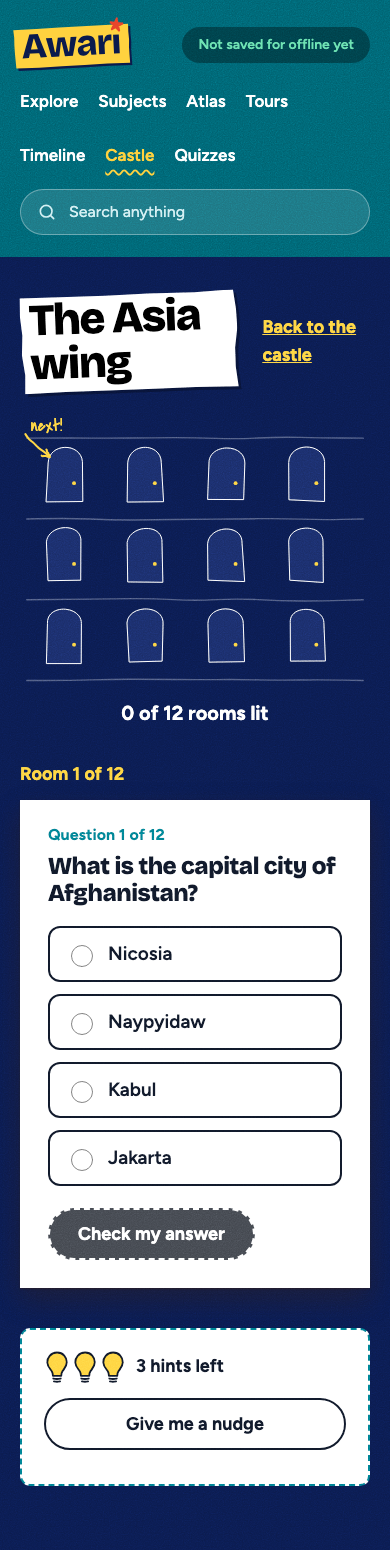 Awari
Not saved for offline yet
Explore Subjects Atlas Tours
Timeline Castle Quizzes
Search anything
The Asia
wing
Back to the
castle
next!
0 of 12 rooms lit
Room 1 of 12
Question 1 of 12
What is the capital city of
Afghanistan?
Nicosia
Naypyidaw
Kabul
Jakarta
Check my answer
3 hints left
Give me a nudge